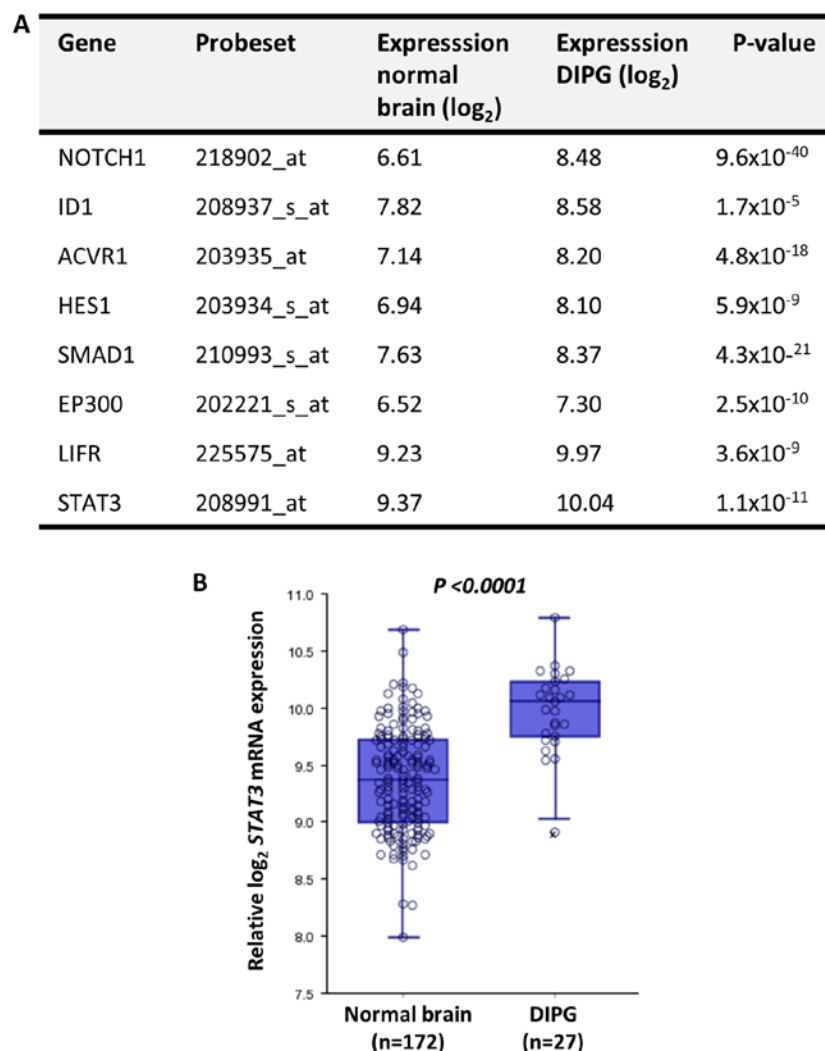 A
Gene Probeset Expresssion normal brain (log₂) Expresssion DIPG (log₂) P-value
NOTCH1 218902_at 6.61 8.48 9.6x10⁻⁴⁰
ID1 208937_s_at 7.82 8.58 1.7x10⁻⁵
ACVR1 203935_at 7.14 8.20 4.8x10⁻¹⁸
HES1 203934_s_at 6.94 8.10 5.9x10⁻⁹
SMAD1 210993_s_at 7.63 8.37 4.3x10-²¹
EP300 202221_s_at 6.52 7.30 2.5x10⁻¹⁰
LIFR 225575_at 9.23 9.97 3.6x10⁻⁹
STAT3 208991_at 9.37 10.04 1.1x10⁻¹¹
B
P <0.0001
Relative log₂ STAT3 mRNA expression
11.0
10.5
10.0
9.5
9.0
8.5
8.0
7.5
Normal brain DIPG
(n=172) (n=27)